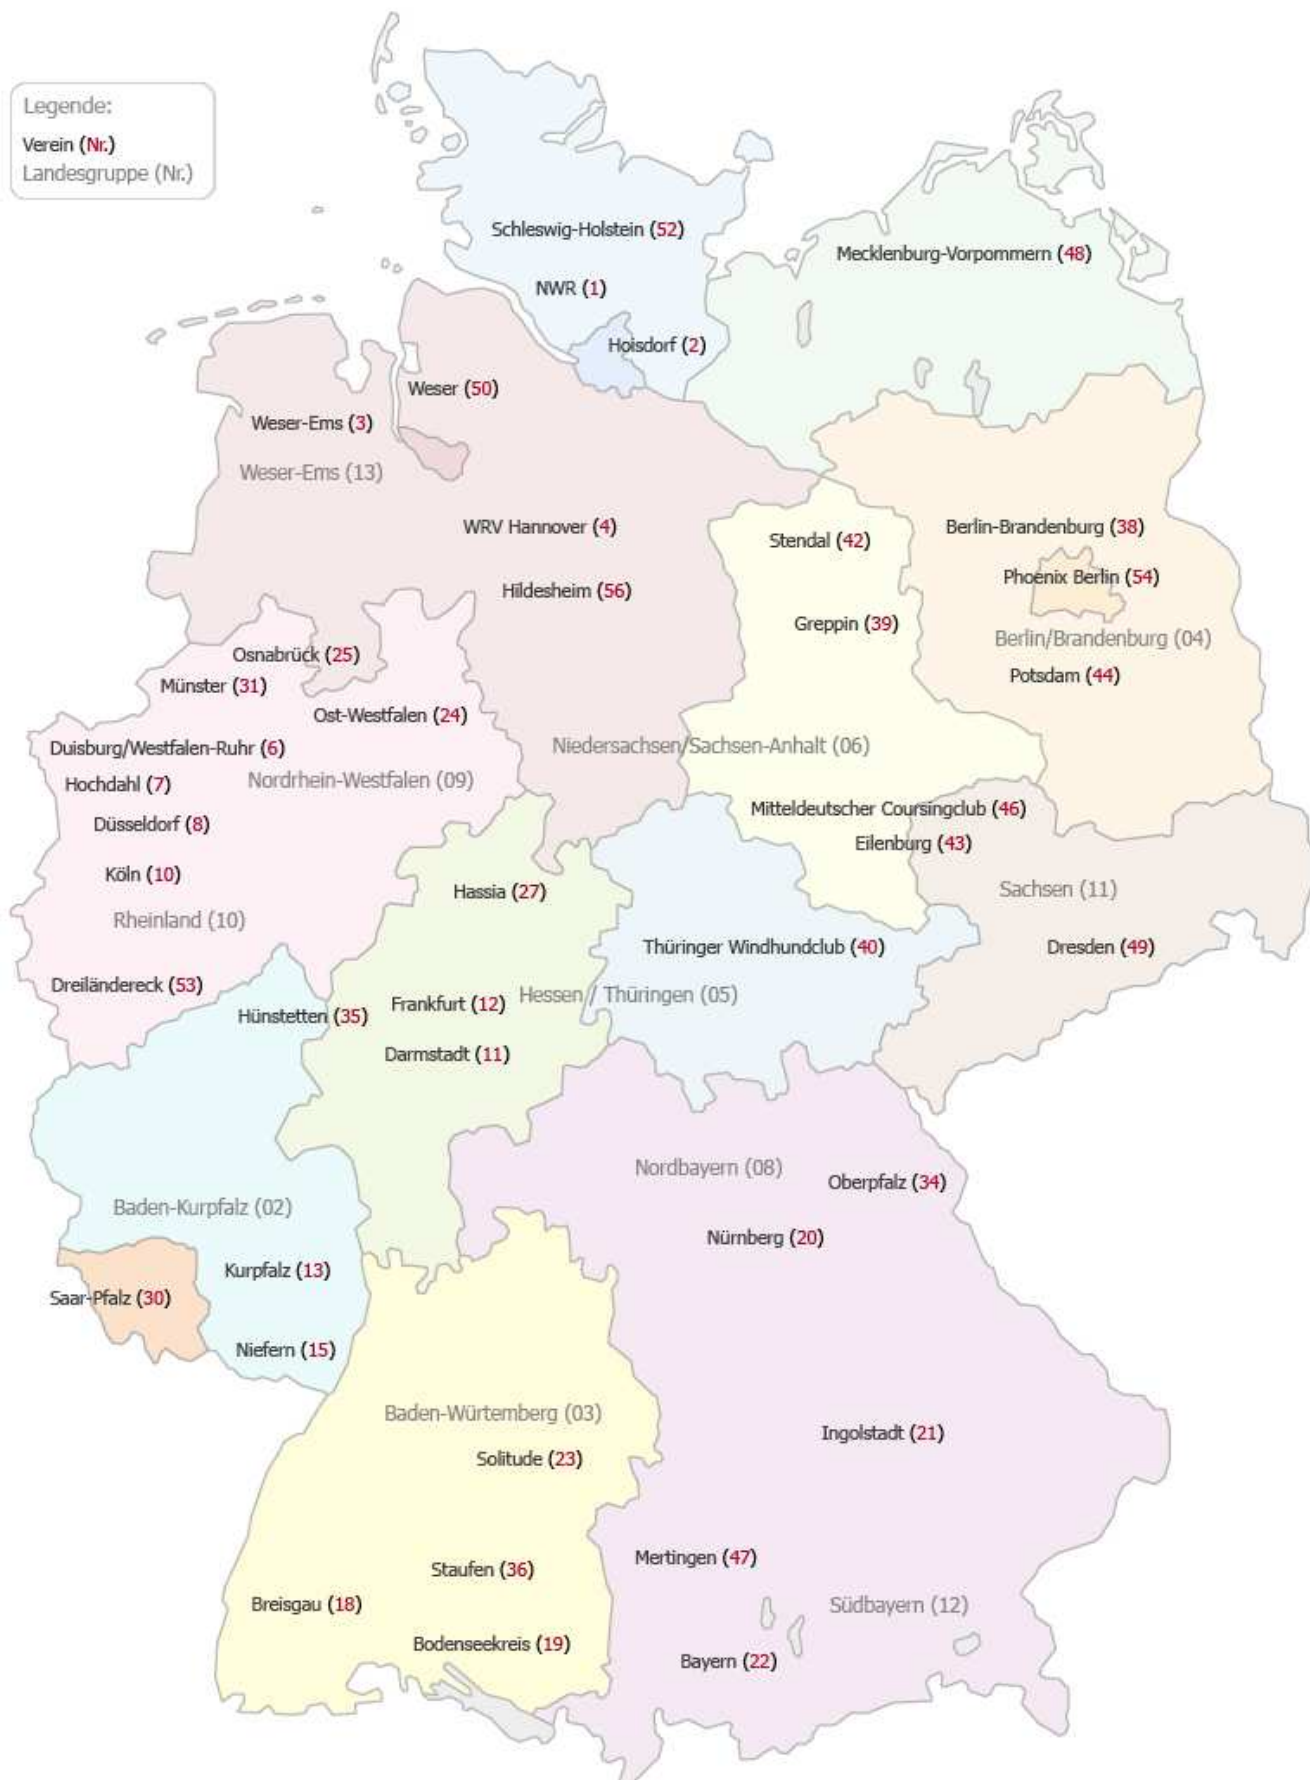 Legende:
Verein (Nr.)
Landesgruppe (Nr.)
Schleswig-Holstein (52)
Mecklenburg-Vorpommern (48)
NWR (1)
Hoisdorf (2)
Weser (50)
Weser-Ems (3)
Weser-Ems (13)
WRV Hannover (4)
Berlin-Brandenburg (38)
Stendal (42)
Phoenix Berlin (54)
Hildesheim (56)
Greppin (39)
Berlin/Brandenburg (04)
Osnabrück (25)
Potsdam (44)
Münster (31)
Ost-Westfalen (24)
Duisburg/Westfalen-Ruhr (6)
Niedersachsen/Sachsen-Anhalt (06)
Hochdahl (7)
Nordrhein-Westfalen (09)
Mitteldeutscher Coursingclub (46)
Düsseldorf (8)
Eilenburg (43)
Köln (10)
Hassia (27)
Sachsen (11)
Rheinland (10)
Thüringer Windhundclub (40)
Dresden (49)
Dreiländereck (53)
Hessen / Thüringen (05)
Frankfurt (12)
Hünstetten (35)
Darmstadt (11)
Nordbayern (08)
Oberpfalz (34)
Baden-Kurpfalz (02)
Nürnberg (20)
Kurpfalz (13)
Saar-Pfalz (30)
Niefern (15)
Baden-Würtemberg (03)
Ingolstadt (21)
Solitude (23)
Mertingen (47)
Staufen (36)
Breisgau (18)
Südbayern (12)
Bodenseekreis (19)
Bayern (22)